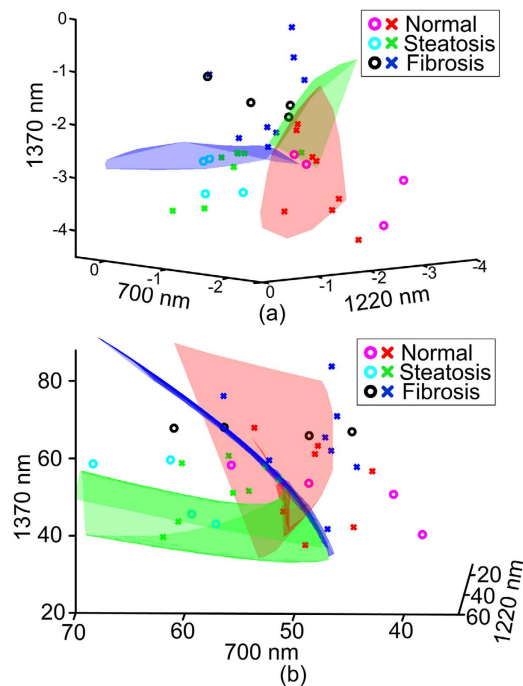 0
-1
-2
-3
-4
1370 nm
Normal
Steatosis
Fibrosis
0 -1 -2 0 -1 -2 -3 -4
700 nm 1220 nm
(a)
80
60
40
20
1370 nm
Normal
Steatosis
Fibrosis
70 60 50 40
20
40
60
1220 nm
700 nm
(b)